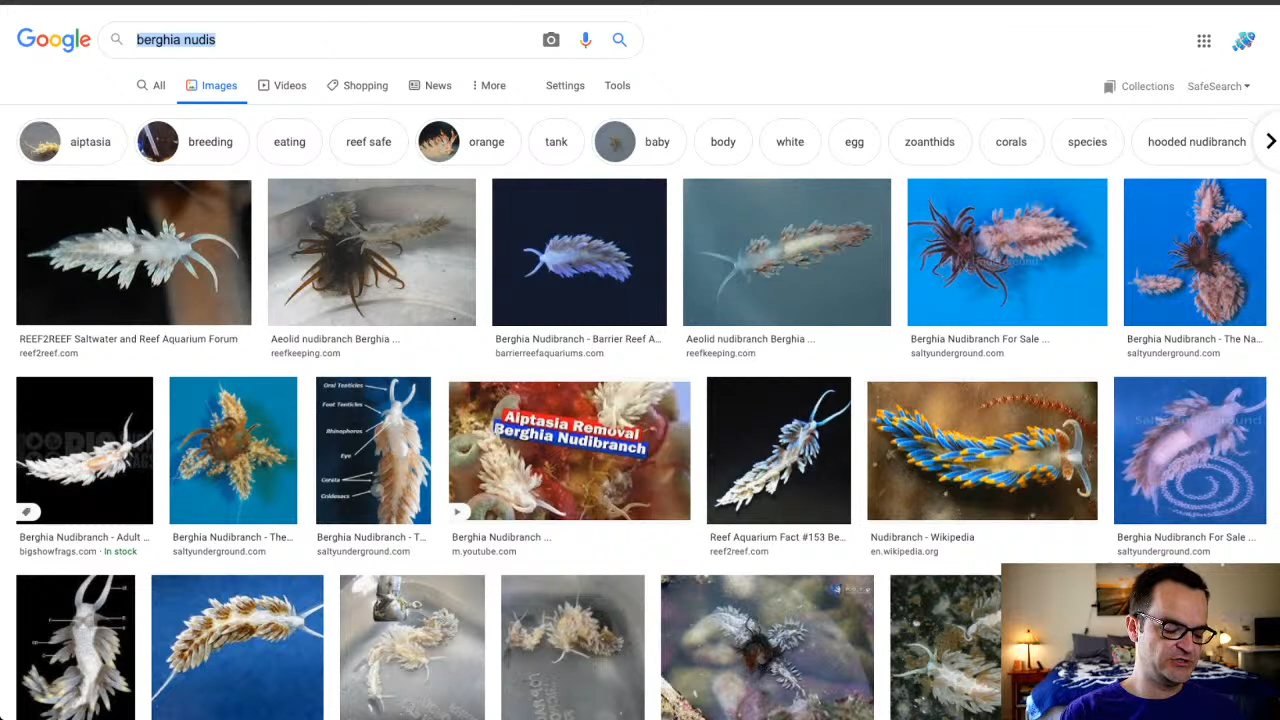 Google
berghia nudis
All
Images
Videos
Shopping
News
More
Settings
Tools
Collections
SafeSearch
aiptasia
breeding
eating
reef safe
orange
tank
baby
body
white
egg
zoanthids
corals
species
hooded nudibranch
REEF2REEF Saltwater and Reef Aquarium Forum
reef2reef.com
Aeolid nudibranch Berghia ...
reefkeeping.com
Berghia Nudibranch - Barrier Reef A...
barrierreefaquariums.com
Aeolid nudibranch Berghia ...
reefkeeping.com
Berghia Nudibranch For Sale ...
saltyunderground.com
Berghia Nudibranch - The Na...
saltyunderground.com
Oral Tenticles
Foot Tenticles
Rhinophores
Eye
Cerata
Cnidosacs
Aiptasia Removal
Berghia Nudibranch
Berghia Nudibranch - Adult ...
bigshowfrags.com · In stock
Berghia Nudibranch - The...
saltyunderground.com
Berghia Nudibranch - T...
saltyunderground.com
Berghia Nudibranch ...
m.youtube.com
Reef Aquarium Fact #153 Be...
reef2reef.com
Nudibranch - Wikipedia
en.wikipedia.org
Berghia Nudibranch For Sale ...
saltyunderground.com